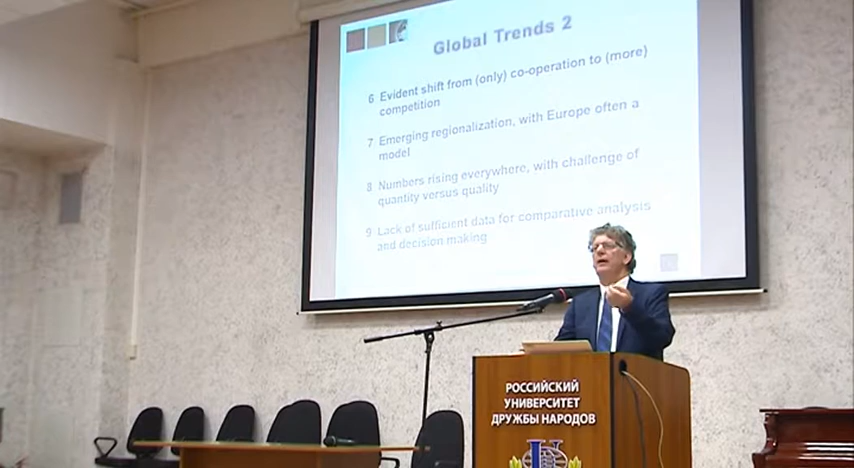 Global Trends 2
6 Evident shift from (only) co-operation to (more)
competition
7 Emerging regionalization, with Europe often a
model
8 Numbers rising everywhere, with challenge of
quantity versus quality
9 Lack of sufficient data for comparative analysis
and decision making
РОССИЙСКИЙ
УНИВЕРСИТЕТ
ДРУЖБЫ НАРОДОВ